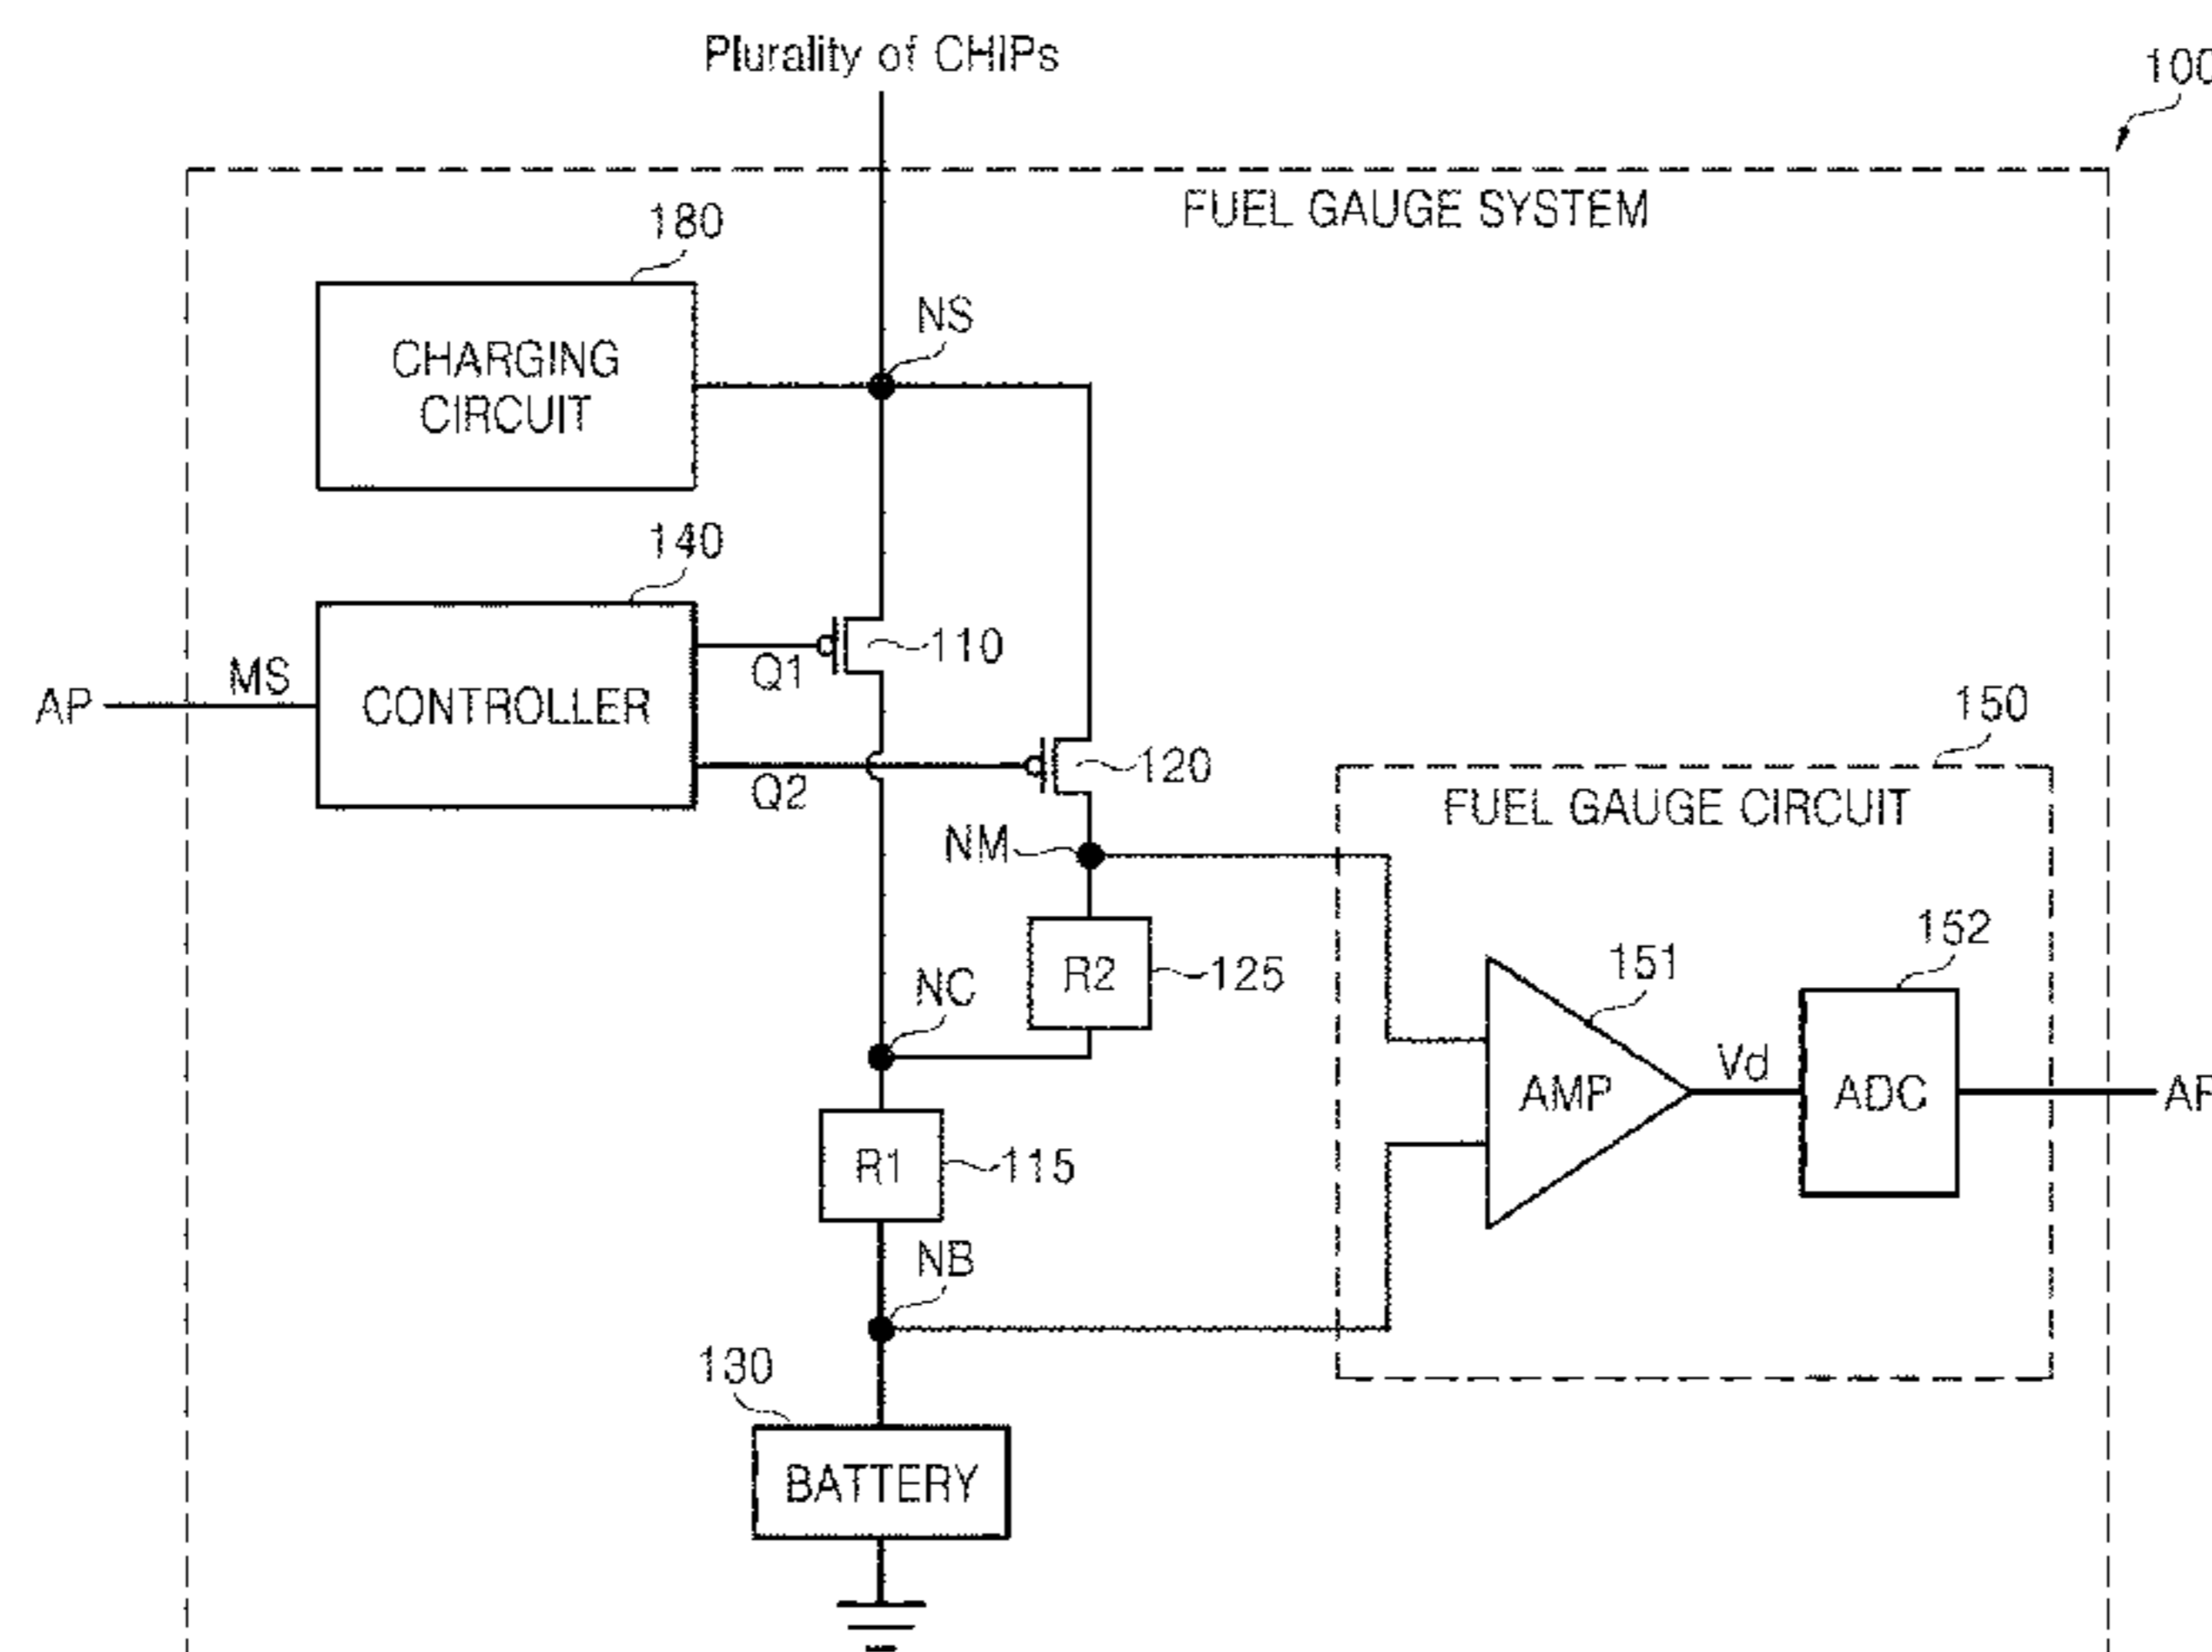 Plurality of CHIPs
100
FUEL GAUGE SYSTEM
180
CHARGING
CIRCUIT
NS
140
CONTROLLER
AP
MS
Q1
110
Q2
120
150
FUEL GAUGE CIRCUIT
NM
R2
125
NC
151
152
AMP
Vd
ADC
AP
R1
115
NB
130
BATTERY